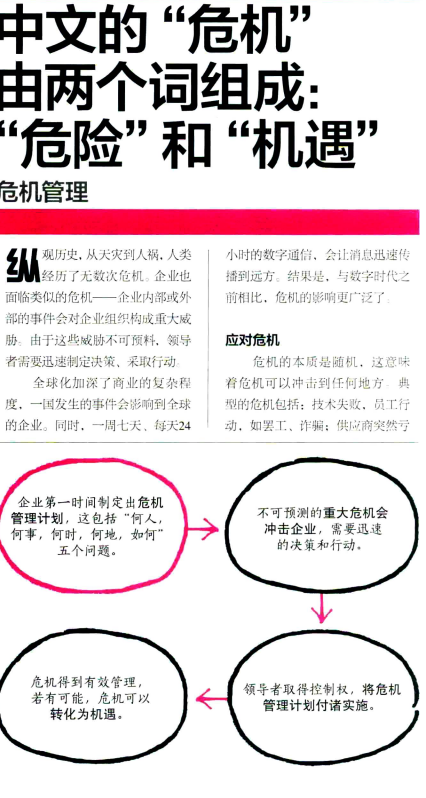 中文的“危机”
由两个词组成：
“危险”和“机遇”
危机管理
纵观历史，从天灾到人祸，人类
经历了无数次危机。企业也
面临类似的危机——企业内部或外
部的事件会对企业组织构成重大威
胁。由于这些威胁不可预料，领导
者需要迅速制定决策、采取行动。
全球化加深了商业的复杂程
度，一国发生的事件会影响到全球
的企业。同时，一周七天、每天24
小时的数字通信，会让消息迅速传
播到远方。结果是，与数字时代之
前相比，危机的影响更广泛了。
应对危机
危机的本质是随机，这意味
着危机可以冲击到任何地方。典
型的危机包括：技术失败，员工行
动，如罢工、诈骗；供应商突然亏
企业第一时间制定出危机
管理计划，这包括“何人，
何事，何时，何地，如何”
五个问题。
不可预测的重大危机会
冲击企业，需要迅速
的决策和行动。
领导者取得控制权，将危机
管理计划付诸实施。
危机得到有效管理，
若有可能，危机可以
转化为机遇。